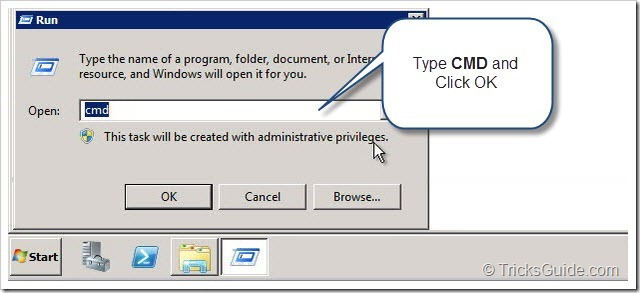 Run
Type the name of a program, folder, document, or Inter
resource, and Windows will open it for you.
Open:
cmd
This task will be created with administrative privileges.
OK
Cancel
Browse...
Type CMD and
Click OK
Start
© TricksGuide.com